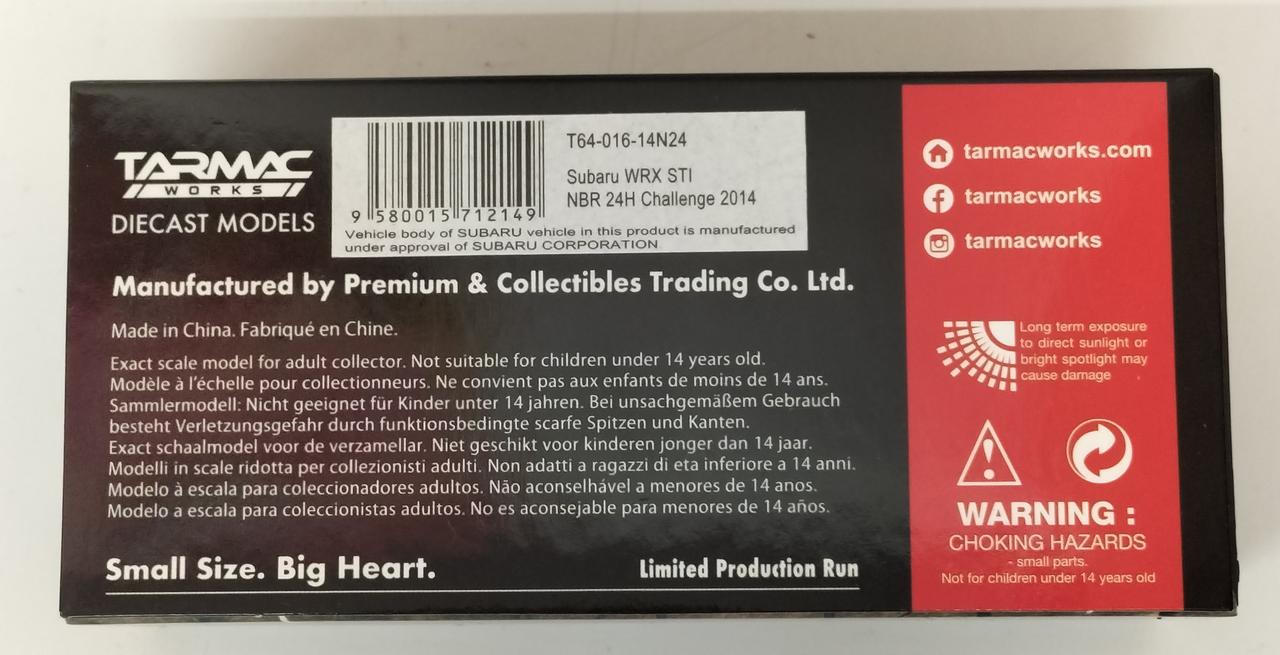 TARMAC
WORKS
DIECAST MODELS
9 580015 712149
T64-016-14N24
Subaru WRX STI
NBR 24H Challenge 2014
Vehicle body of SUBARU vehicle in this product is manufactured
under approval of SUBARU CORPORATION
Manufactured by Premium & Collectibles Trading Co. Ltd.
Made in China. Fabriqué en Chine.
Exact scale model for adult collector. Not suitable for children under 14 years old.
Modèle à l'échelle pour collectionneurs. Ne convient pas aux enfants de moins de 14 ans.
Sammlermodell: Nicht geeignet für Kinder unter 14 jahren. Bei unsachgemäßem Gebrauch
besteht Verletzungsgefahr durch funktionsbedingte scarfe Spitzen und Kanten.
Exact schaalmodel voor de verzamellar. Niet geschikt voor kinderen jonger dan 14 jaar.
Modelli in scale ridotta per collezionisti adulti. Non adatti a ragazzi di eta inferiore a 14 anni.
Modelo à escala para coleccionadores adultos. Não aconselhável a menores de 14 anos.
Modelo a escala para coleccionistas adultos. No es aconsejable para menores de 14 años.
Small Size. Big Heart.
Limited Production Run
tarmacworks.com
tarmacworks
tarmacworks
Long term exposure
to direct sunlight or
bright spotlight may
cause damage
WARNING :
CHOKING HAZARDS
- small parts.
Not for children under 14 years old